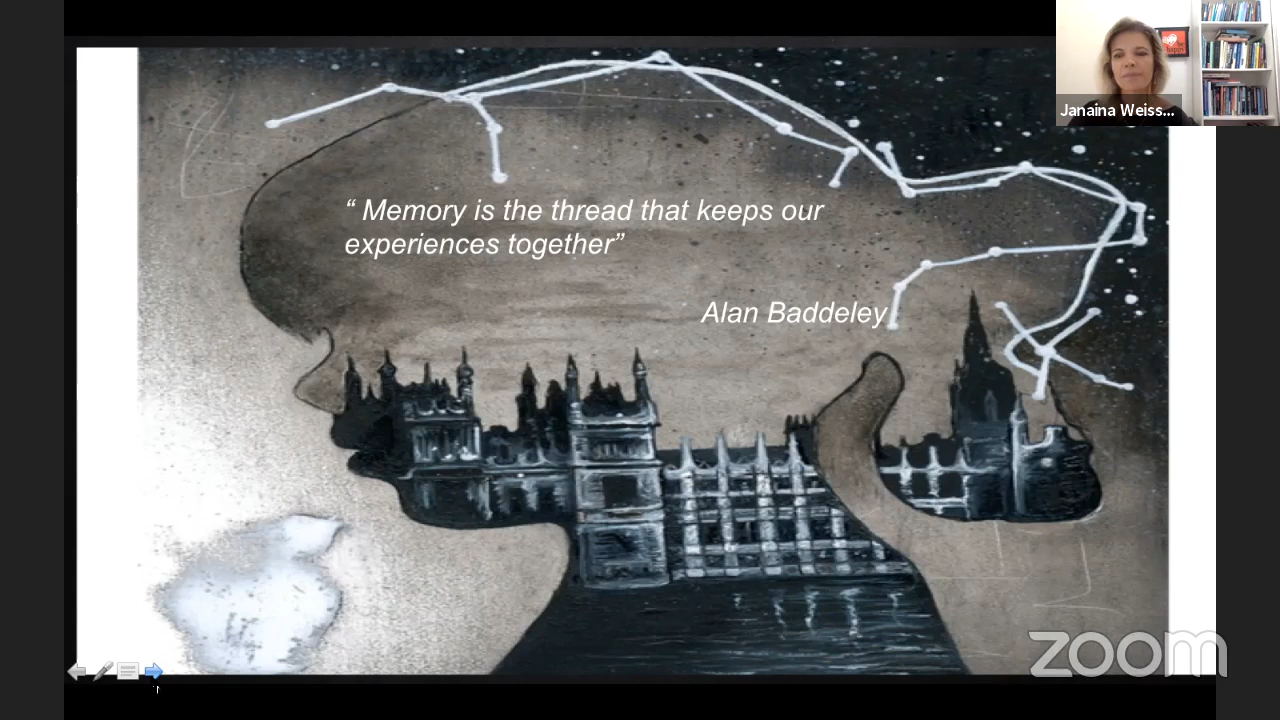 Janaina Weiss...
“ Memory is the thread that keeps our
experiences together”
Alan Baddeley
zoom